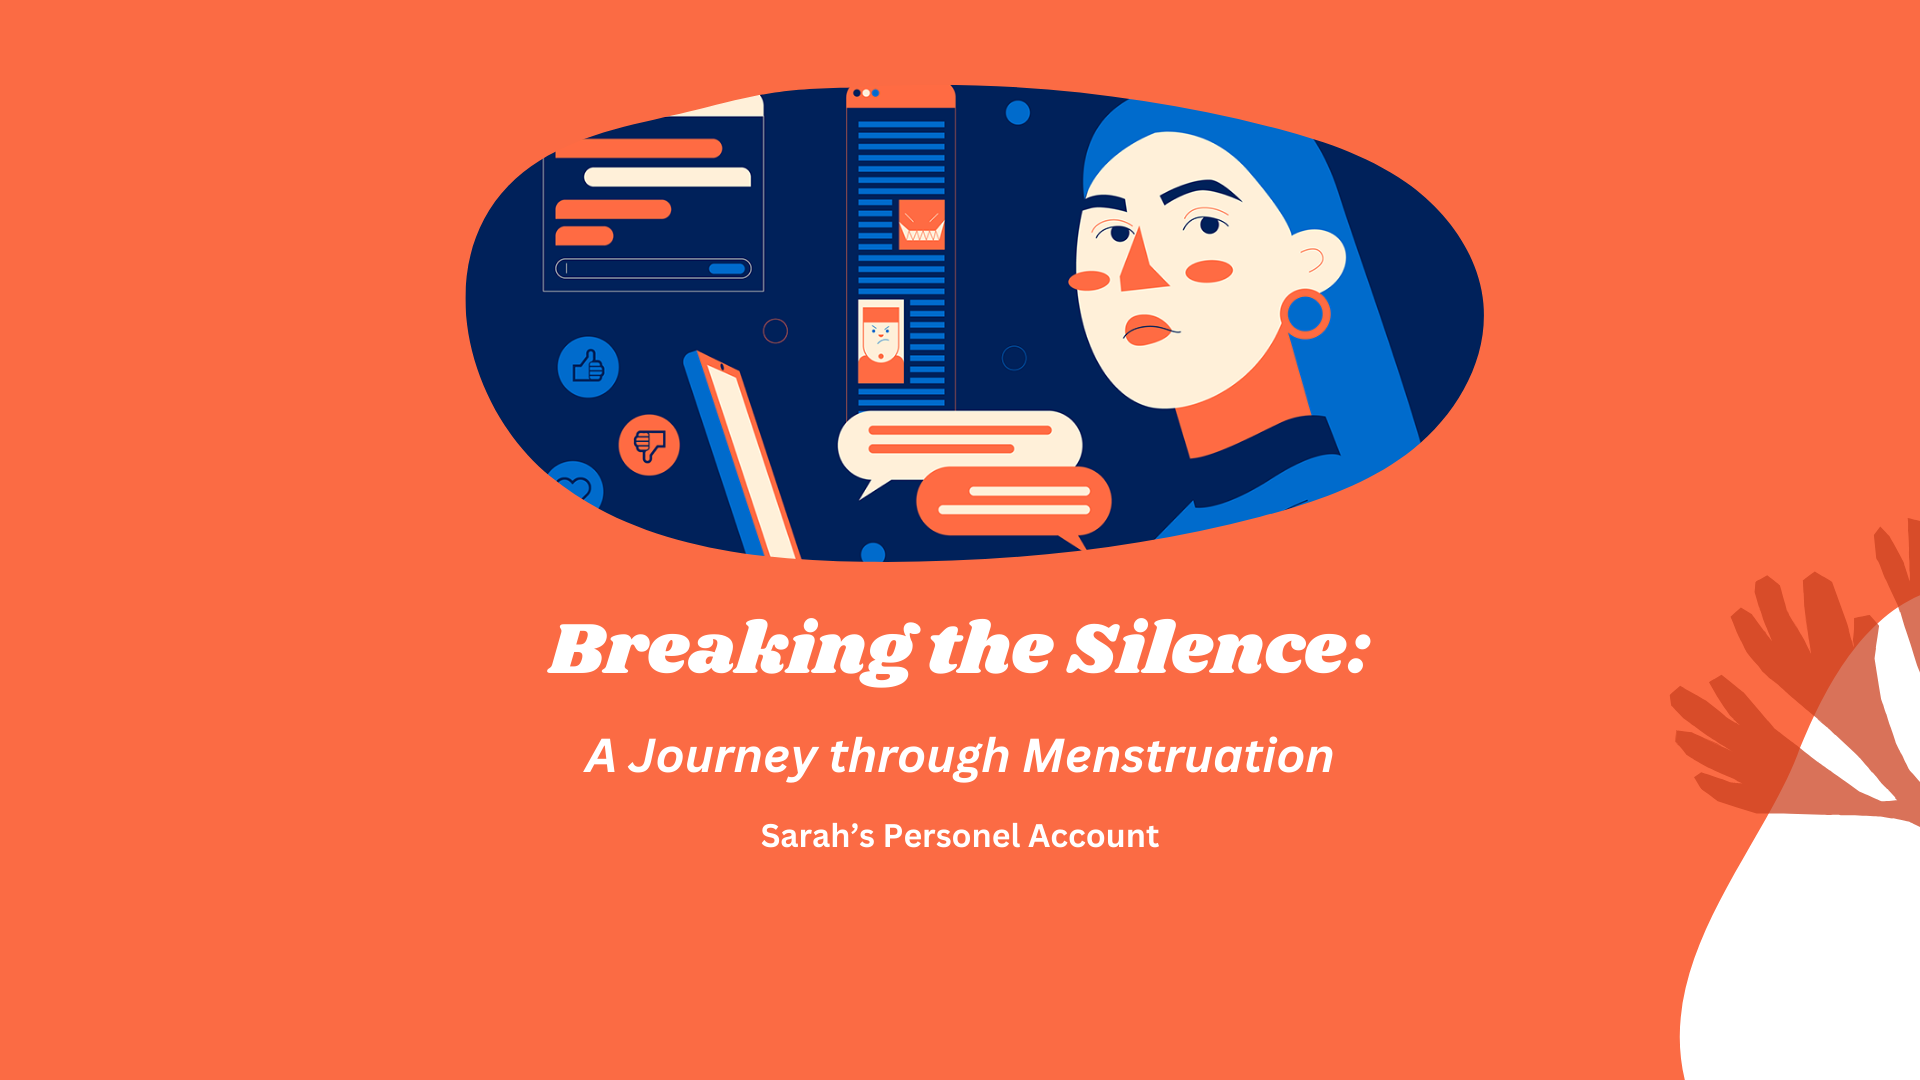 Breaking the Silence:
A Journey through Menstruation
Sarah’s Personel Account